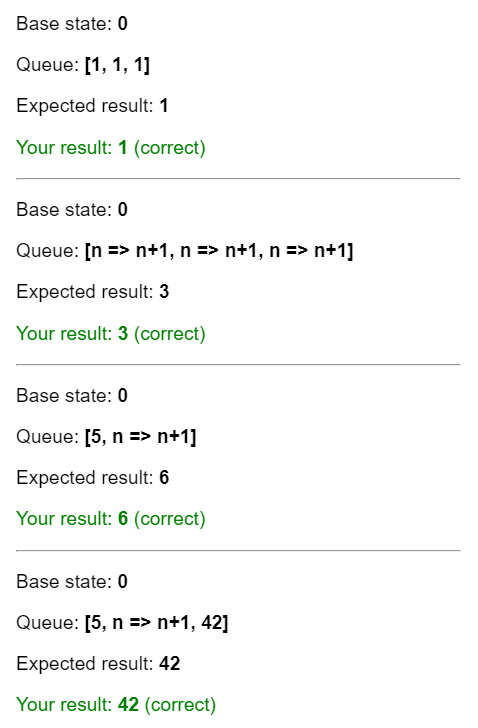 Base state: 0
Queue: [1, 1, 1]
Expected result: 1
Your result: 1 (correct)
Base state: 0
Queue: [n => n+1, n => n+1, n => n+1]
Expected result: 3
Your result: 3 (correct)
Base state: 0
Queue: [5, n => n+1]
Expected result: 6
Your result: 6 (correct)
Base state: 0
Queue: [5, n => n+1, 42]
Expected result: 42
Your result: 42 (correct)